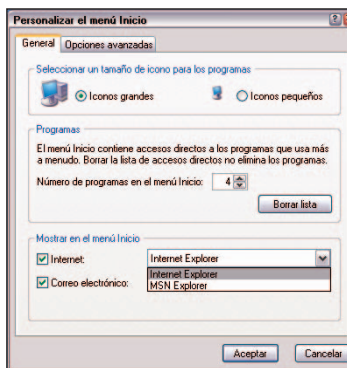 Personalizar el menú Inicio
General Opciones avanzadas
Seleccionar un tamaño de icono para los programas
Iconos grandes Iconos pequeños
Programas
El menú Inicio contiene accesos directos a los programas que usa más
a menudo. Borrar la lista de accesos directos no elimina los programas.
Número de programas en el menú Inicio: 4
Borrar lista
Mostrar en el menú Inicio
Internet: Internet Explorer
Internet Explorer
Correo electrónico: MSN Explorer
Aceptar Cancelar